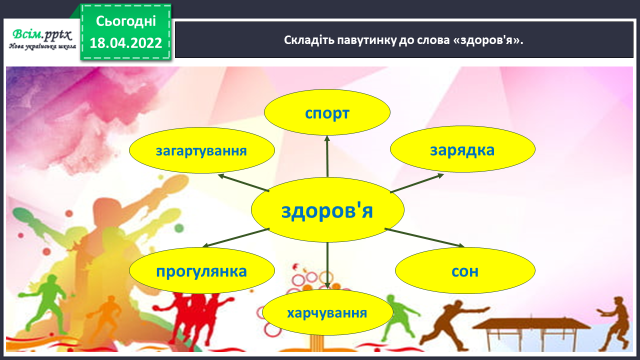 Всім.pptx
Нова українська школа
Сьогодні
18.04.2022
Складіть павутинку до слова «здоров'я».
спорт
загартування
зарядка
здоров'я
прогулянка
сон
харчування